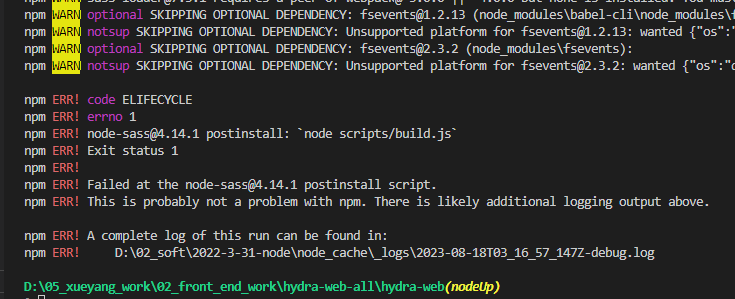 npm WARN optional SKIPPING OPTIONAL DEPENDENCY: fsevents@1.2.13 (node_modules\babel-cli\node_modules\f
npm WARN notsup SKIPPING OPTIONAL DEPENDENCY: Unsupported platform for fsevents@1.2.13: wanted {"os":"
npm WARN optional SKIPPING OPTIONAL DEPENDENCY: fsevents@2.3.2 (node_modules\fsevents):
npm WARN notsup SKIPPING OPTIONAL DEPENDENCY: Unsupported platform for fsevents@2.3.2: wanted {"os":"d
npm ERR! code ELIFECYCLE
npm ERR! errno 1
npm ERR! node-sass@4.14.1 postinstall: `node scripts/build.js`
npm ERR! Exit status 1
npm ERR!
npm ERR! Failed at the node-sass@4.14.1 postinstall script.
npm ERR! This is probably not a problem with npm. There is likely additional logging output above.
npm ERR! A complete log of this run can be found in:
npm ERR!     D:\02_soft\2022-3-31-node\node_cache\_logs\2023-08-18T03_16_57_147Z-debug.log
D:\05_xueyang_work\02_front_end_work\hydra-web-all\hydra-web(nodeUp)